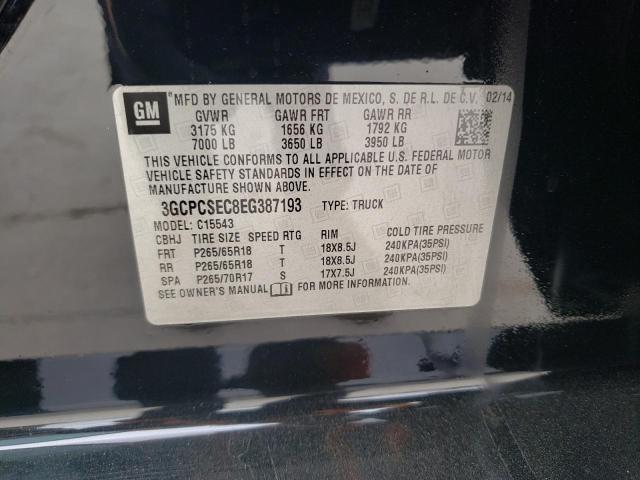 GM ® MFD BY GENERAL MOTORS DE MEXICO, S. DE R.L. DE C.V. 02/14
GVWR GAWR FRT GAWR RR
3175 KG 1656 KG 1792 KG
7000 LB 3650 LB 3950 LB
THIS VEHICLE CONFORMS TO ALL APPLICABLE U.S. FEDERAL MOTOR
VEHICLE SAFETY STANDARDS IN EFFECT ON THE DATE OF
MANUFACTURE SHOWN ABOVE.
3GCPCSEC8EG387193 TYPE: TRUCK
MODEL: C15543
CBHJ TIRE SIZE SPEED RTG RIM COLD TIRE PRESSURE
FRT P265/65R18 T 18X8.5J 240KPA(35PSI)
RR P265/65R18 T 18X8.5J 240KPA(35PSI)
SPA P265/70R17 S 17X7.5J 240KPA(35PSI)
SEE OWNER'S MANUAL FOR MORE INFORMATION.